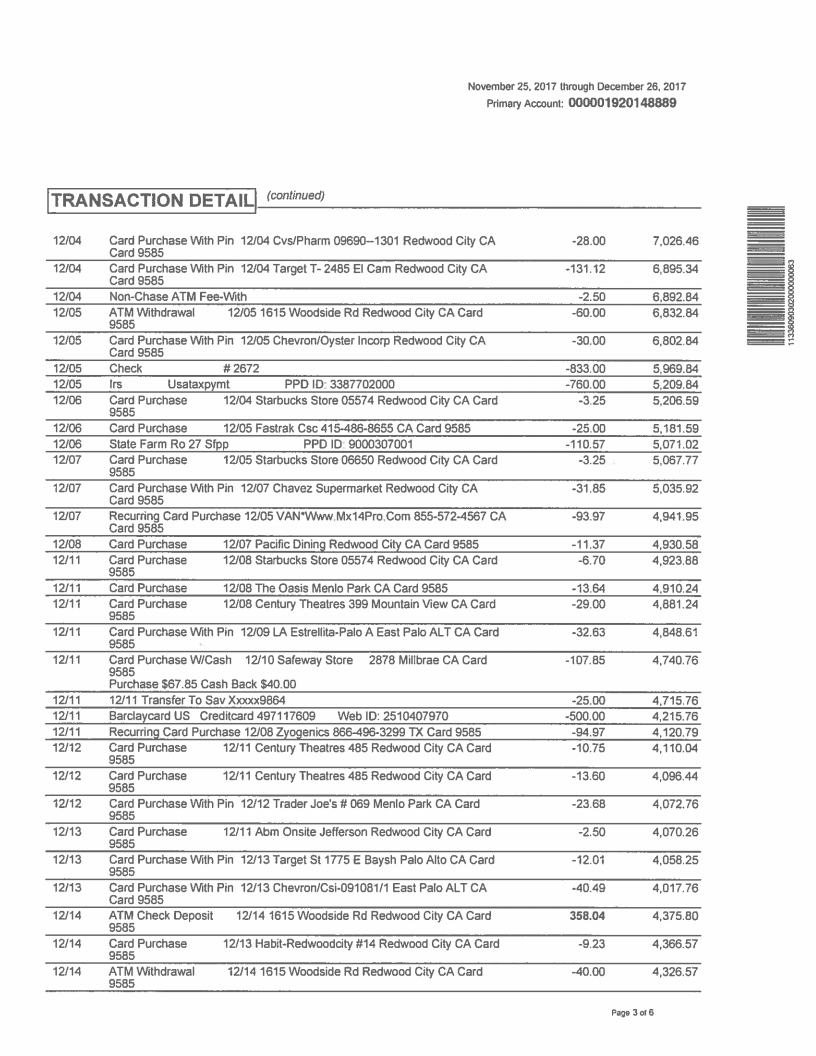 November 25, 2017 through December 26, 2017
Primary Account: 000001920148889
TRANSACTION DETAIL (continued)
12/04 Card Purchase With Pin 12/04 Cvs/Pharm 09690--1301 Redwood City CA -28.00 7,026.46
Card 9585
12/04 Card Purchase With Pin 12/04 Target T- 2485 El Cam Redwood City CA -131.12 6,895.34
Card 9585
12/04 Non-Chase ATM Fee-With -2.50 6,892.84
12/05 ATM Withdrawal 12/05 1615 Woodside Rd Redwood City CA Card -60.00 6,832.84
9585
12/05 Card Purchase With Pin 12/05 Chevron/Oyster Incorp Redwood City CA -30.00 6,802.84
Card 9585
12/05 Check # 2672 -833.00 5,969.84
12/05 Irs Usataxpymt PPD ID: 3387702000 -760.00 5,209.84
12/06 Card Purchase 12/04 Starbucks Store 05574 Redwood City CA Card -3.25 5,206.59
9585
12/06 Card Purchase 12/05 Fastrak Csc 415-486-8655 CA Card 9585 -25.00 5,181.59
12/06 State Farm Ro 27 Sfpp PPD ID: 9000307001 -110.57 5,071.02
12/07 Card Purchase 12/05 Starbucks Store 06650 Redwood City CA Card -3.25 5,067.77
9585
12/07 Card Purchase With Pin 12/07 Chavez Supermarket Redwood City CA -31.85 5,035.92
Card 9585
12/07 Recurring Card Purchase 12/05 VAN*Www.Mx14Pro.Com 855-572-4567 CA -93.97 4,941.95
Card 9585
12/08 Card Purchase 12/07 Pacific Dining Redwood City CA Card 9585 -11.37 4,930.58
12/11 Card Purchase 12/08 Starbucks Store 05574 Redwood City CA Card -6.70 4,923.88
9585
12/11 Card Purchase 12/08 The Oasis Menlo Park CA Card 9585 -13.64 4,910.24
12/11 Card Purchase 12/08 Century Theatres 399 Mountain View CA Card -29.00 4,881.24
9585
12/11 Card Purchase With Pin 12/09 LA Estrellita-Palo A East Palo ALT CA Card -32.63 4,848.61
9585
12/11 Card Purchase W/Cash 12/10 Safeway Store 2878 Millbrae CA Card -107.85 4,740.76
9585
Purchase $67.85 Cash Back $40.00
12/11 12/11 Transfer To Sav Xxxxx9864 -25.00 4,715.76
12/11 Barclaycard US Creditcard 497117609 Web ID: 2510407970 -500.00 4,215.76
12/11 Recurring Card Purchase 12/08 Zyogenics 866-496-3299 TX Card 9585 -94.97 4,120.79
12/12 Card Purchase 12/11 Century Theatres 485 Redwood City CA Card -10.75 4,110.04
9585
12/12 Card Purchase 12/11 Century Theatres 485 Redwood City CA Card -13.60 4,096.44
9585
12/12 Card Purchase With Pin 12/12 Trader Joe's # 069 Menlo Park CA Card -23.68 4,072.76
9585
12/13 Card Purchase 12/11 Abm Onsite Jefferson Redwood City CA Card -2.50 4,070.26
9585
12/13 Card Purchase With Pin 12/13 Target St 1775 E Baysh Palo Alto CA Card -12.01 4,058.25
9585
12/13 Card Purchase With Pin 12/13 Chevron/Csi-091081/1 East Palo ALT CA -40.49 4,017.76
Card 9585
12/14 ATM Check Deposit 12/14 1615 Woodside Rd Redwood City CA Card 358.04 4,375.80
9585
12/14 Card Purchase 12/13 Habit-Redwoodcity #14 Redwood City CA Card -9.23 4,366.57
9585
12/14 ATM Withdrawal 12/14 1615 Woodside Rd Redwood City CA Card -40.00 4,326.57
9585
Page 3 of 6